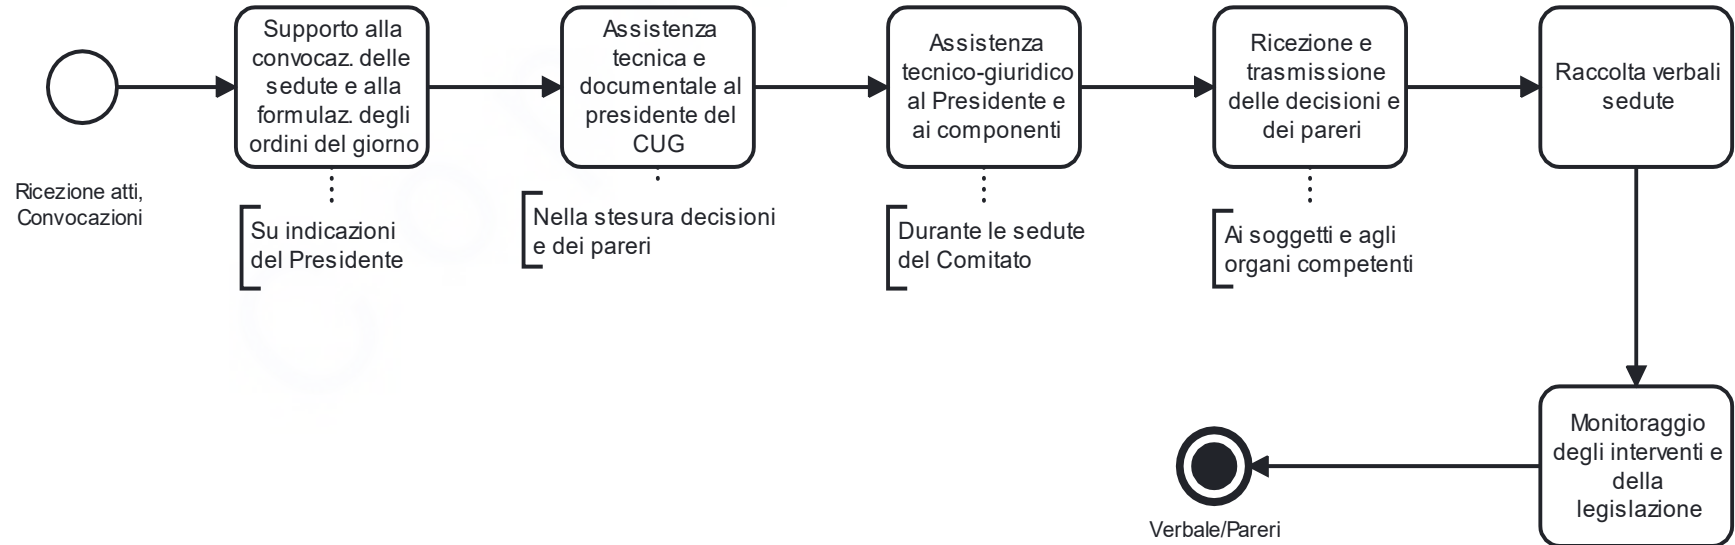 Supporto alla
convocaz. delle
sedute e alla
formulaz. degli
ordini del giorno
Assistenza
tecnica e
documentale al
presidente del
CUG
Assistenza
tecnico-giuridico
al Presidente e
ai componenti
Ricezione e
trasmissione
delle decisioni e
dei pareri
Raccolta verbali
sedute
Ricezione atti,
Convocazioni
Su indicazioni
del Presidente
Nella stesura decisioni
e dei pareri
Durante le sedute
del Comitato
Ai soggetti e agli
organi competenti
Monitoraggio
degli interventi e
della
legislazione
Verbale/Pareri